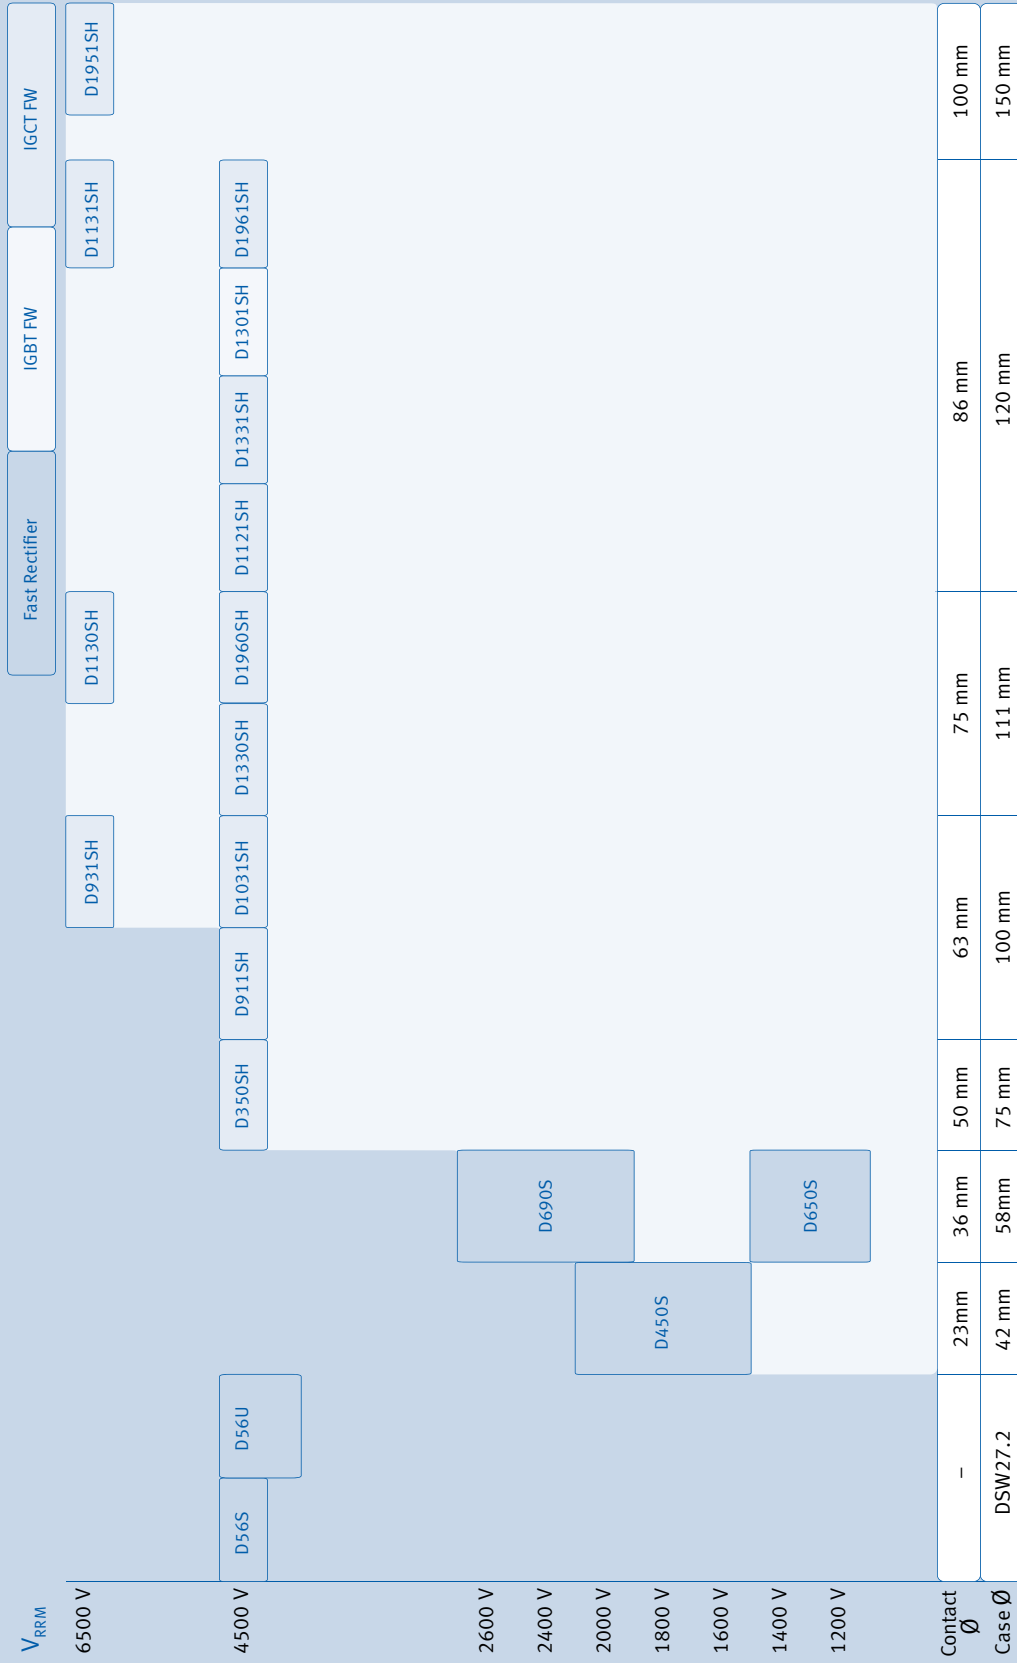 VRRM
Fast Rectifier
IGBT FW
IGCT FW
6500 V
D931SH
D1130SH
D1131SH
D1951SH
4500 V
D56S
D56U
D350SH
D911SH
D1031SH
D1330SH
D1960SH
D1121SH
D1331SH
D1301SH
D1961SH
2600 V
2400 V
D690S
2000 V
1800 V
D450S
1600 V
1400 V
D650S
1200 V
Contact
Ø
–
23mm
36 mm
50 mm
63 mm
75 mm
86 mm
100 mm
Case Ø
DSW27.2
42 mm
58mm
75 mm
100 mm
111 mm
120 mm
150 mm